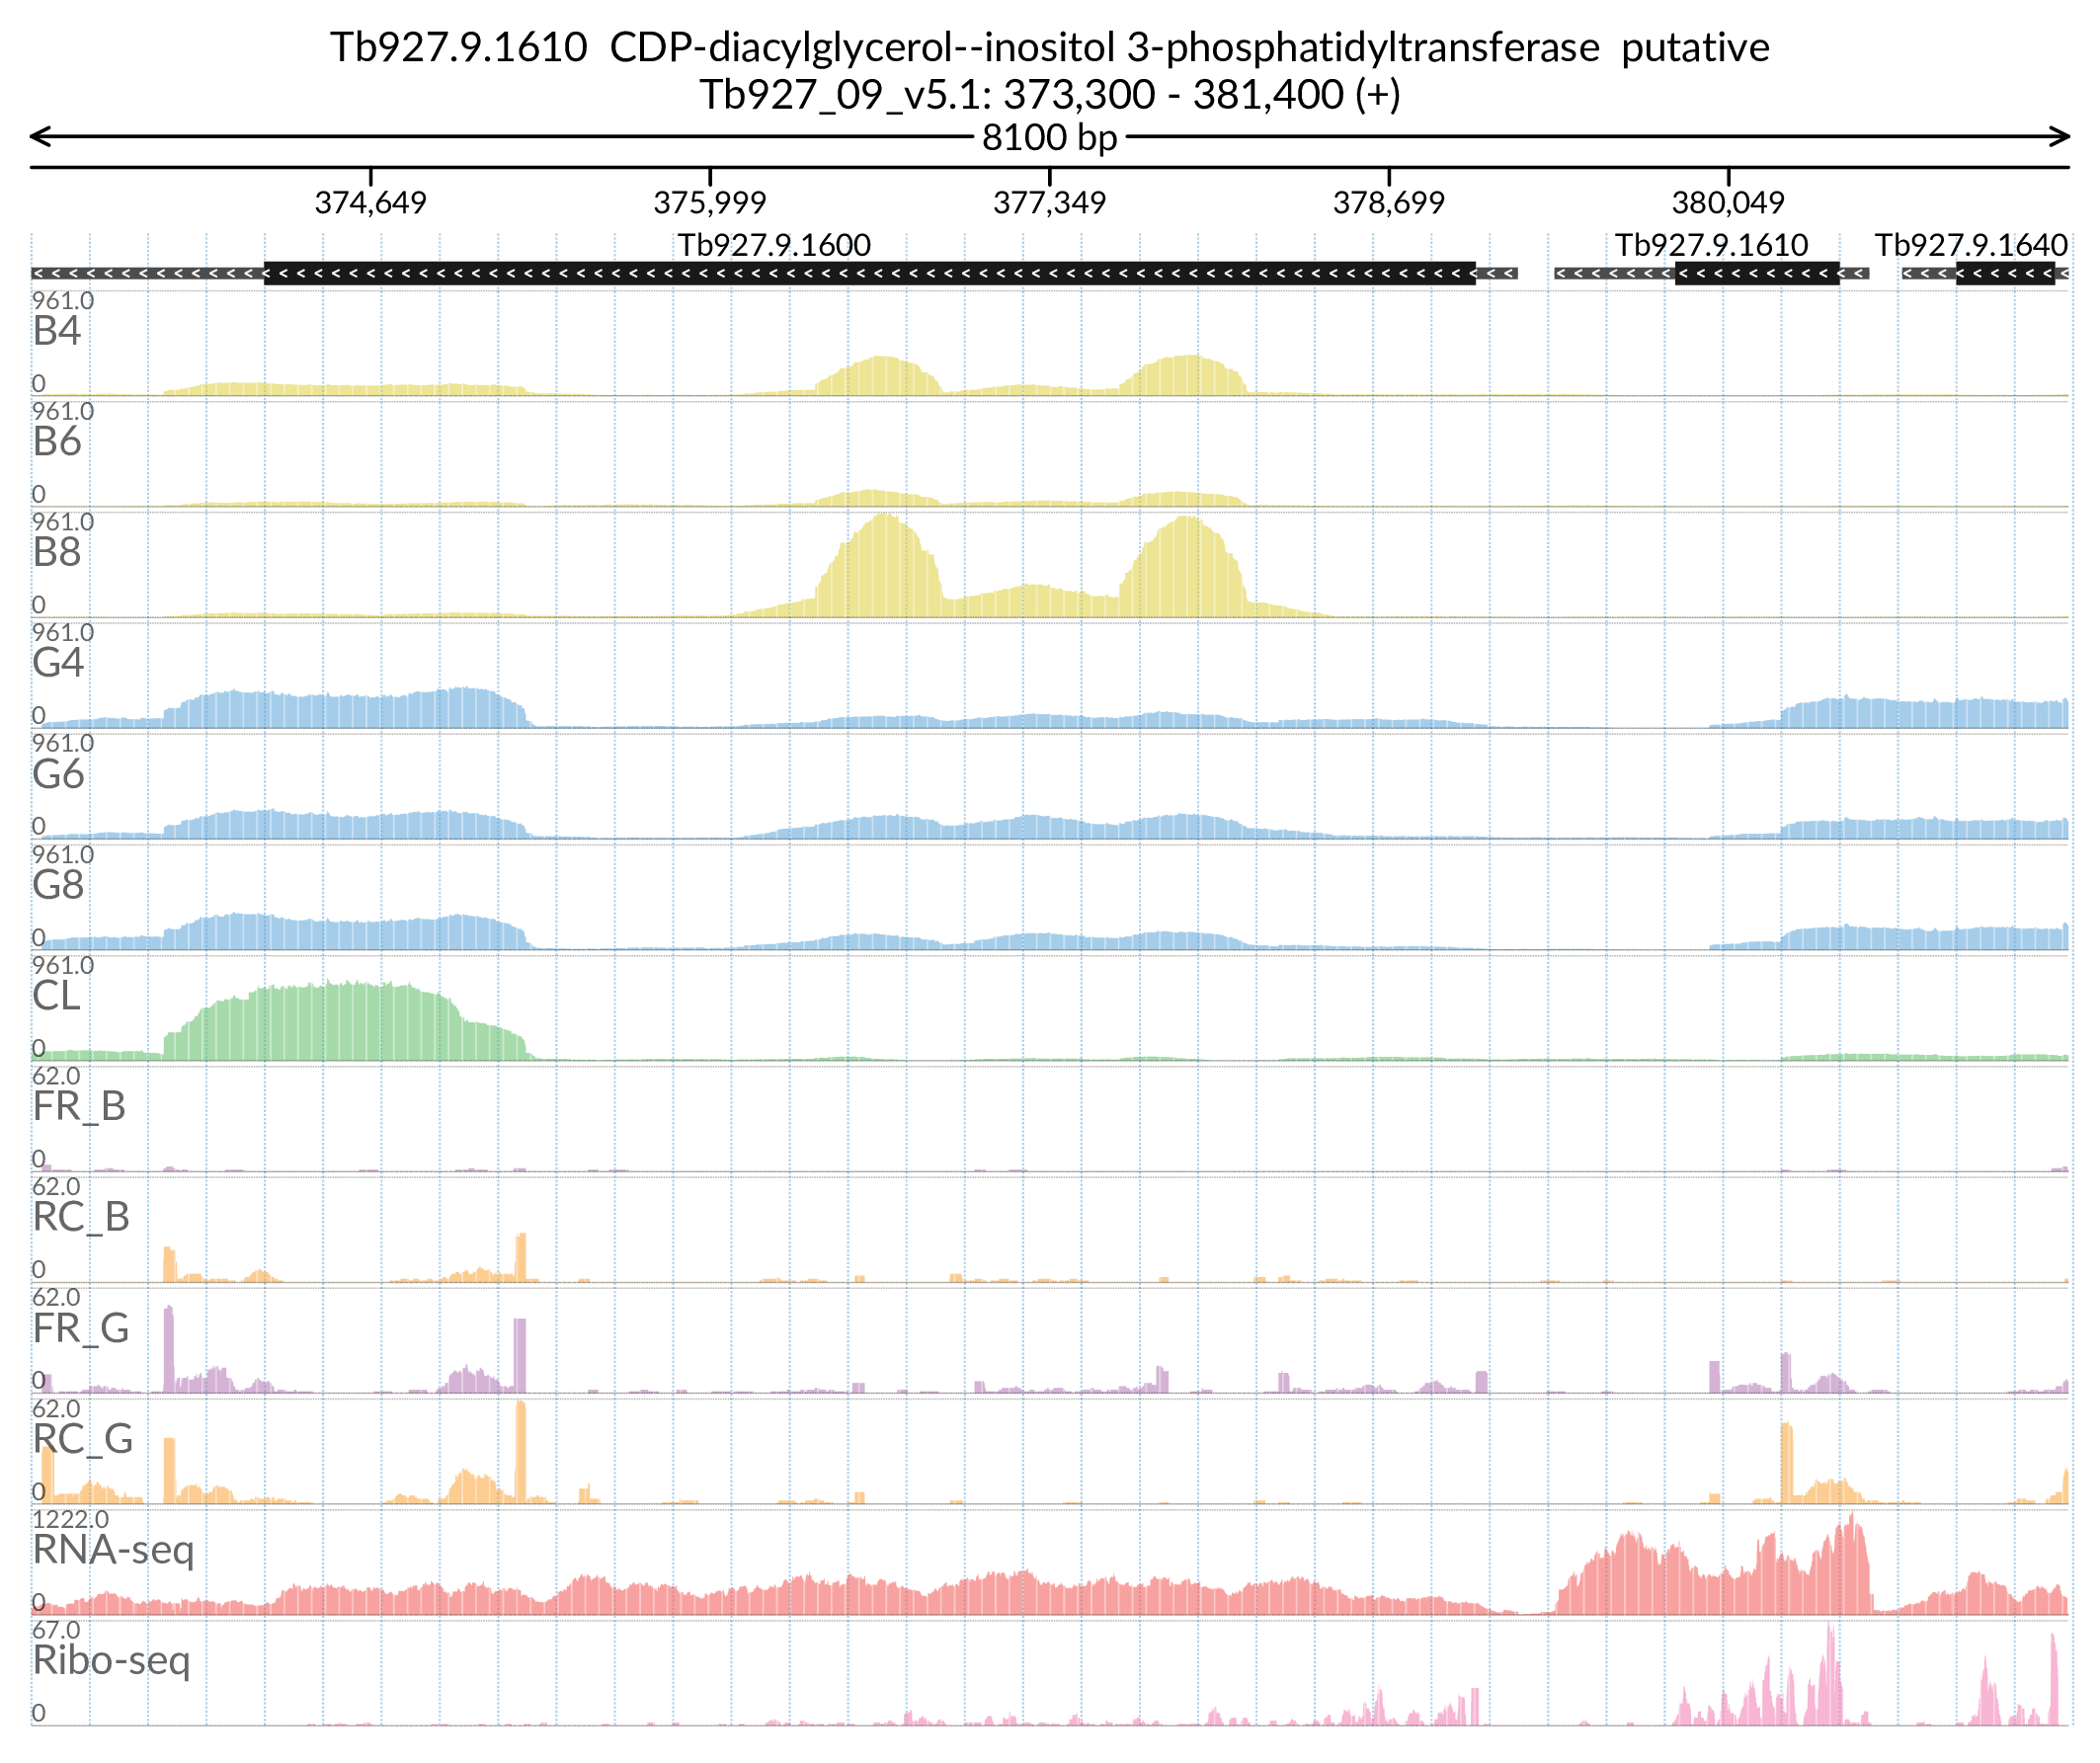 Tb927.9.1610  CDP-diacylglycerol--inositol 3-phosphatidyltransferase  putative
Tb927_09_v5.1: 373,300 - 381,400 (+)
8100 bp
374,649 375,999 377,349 378,699 380,049
Tb927.9.1600 Tb927.9.1610 Tb927.9.1640
961.0
B4
0
961.0
B6
0
961.0
B8
0
961.0
G4
0
961.0
G6
0
961.0
G8
0
961.0
CL
0
62.0
FR_B
0
62.0
RC_B
0
62.0
FR_G
0
62.0
RC_G
0
1222.0
RNA-seq
0
67.0
Ribo-seq
0